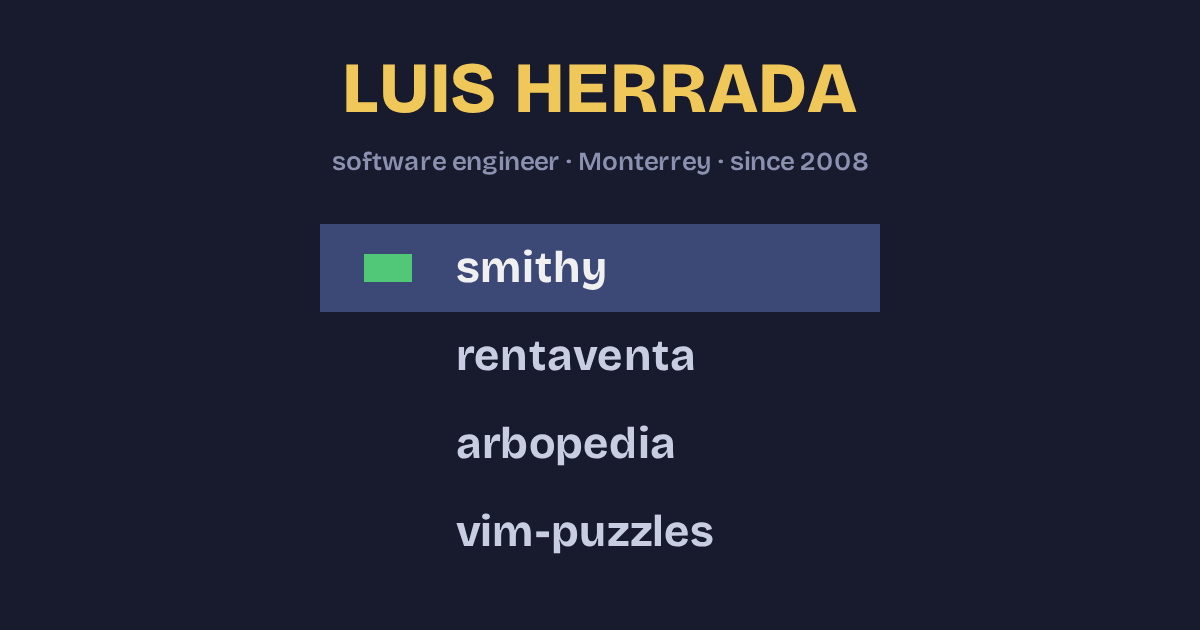 LUIS HERRADA
software engineer · Monterrey · since 2008
smithy
rentaventa
arbopedia
vim-puzzles